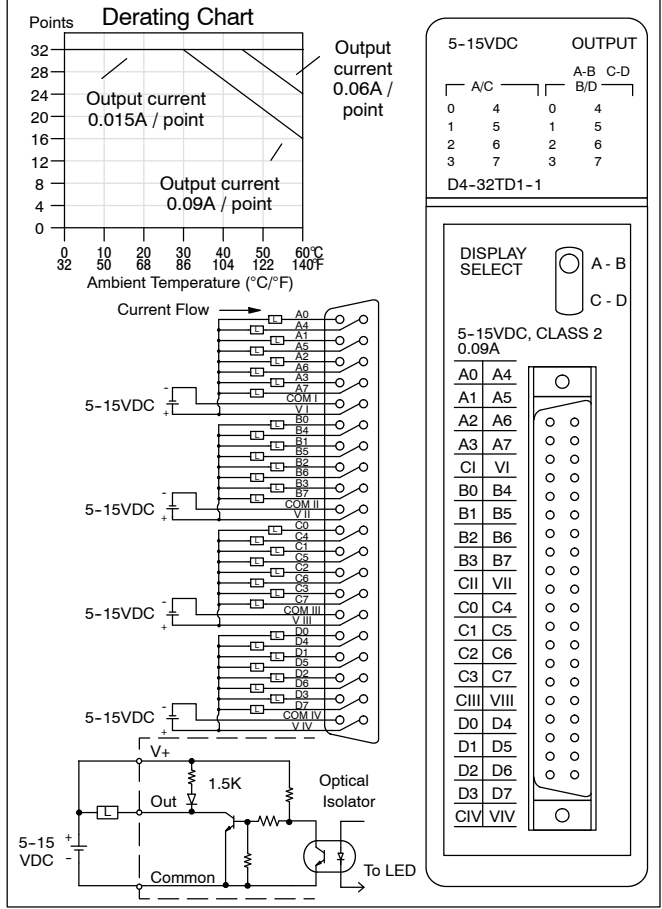 Derating Chart
Points
32
28
24
20
16
12
8
4
0
Output current
0.015A / point
Output
current
0.06A /
point
Output current
0.09A / point
0 10 20 30 40 50 60°C
32 50 68 86 104 122 140°F
Ambient Temperature (°C/°F)
Current Flow
L A0
L A4
L A1
L A5
L A2
L A6
L A3
L A7
COM I
V I
5-15VDC
-
+
L B0
L B4
L B1
L B5
L B2
L B6
L B3
L B7
COM II
V II
5-15VDC
-
+
L C0
L C4
L C1
L C5
L C2
L C6
L C3
L C7
COM III
V III
5-15VDC
-
+
L D0
L D4
L D1
L D5
L D2
L D6
L D3
L D7
COM IV
V IV
5-15VDC
-
+
V+
1.5K
Optical
Isolator
L
Out
5-15
VDC
+
-
Common
To LED
5-15VDC OUTPUT
A-B C-D
A/C B/D
0 4 0 4
1 5 1 5
2 6 2 6
3 7 3 7
D4-32TD1-1
DISPLAY
SELECT
A - B
C - D
5-15VDC, CLASS 2
0.09A
A0 A4
A1 A5
A2 A6
A3 A7
CI VI
B0 B4
B1 B5
B2 B6
B3 B7
CII VII
C0 C4
C1 C5
C2 C6
C3 C7
CIII VIII
D0 D4
D1 D5
D2 D6
D3 D7
CIV VIV